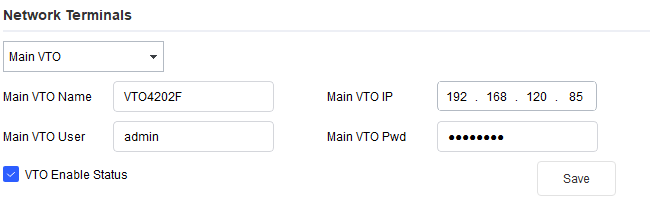 Network Terminals
Main VTO
Main VTO Name VTO4202F Main VTO IP 192 . 168 . 120 . 85
Main VTO User admin Main VTO Pwd ●●●●●●●●
VTO Enable Status
Save